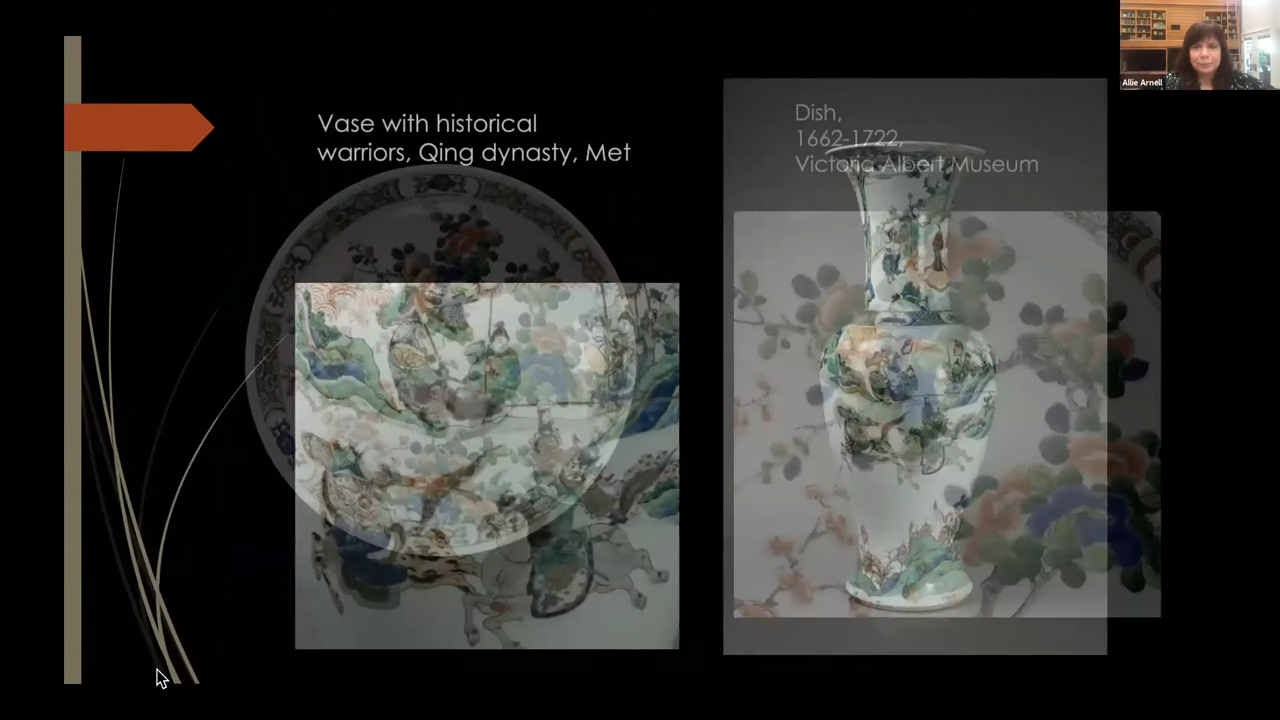 Vase with historical
warriors, Qing dynasty, Met
Dish,
1662-1722,
Victoria Albert Museum
Allie Arnell